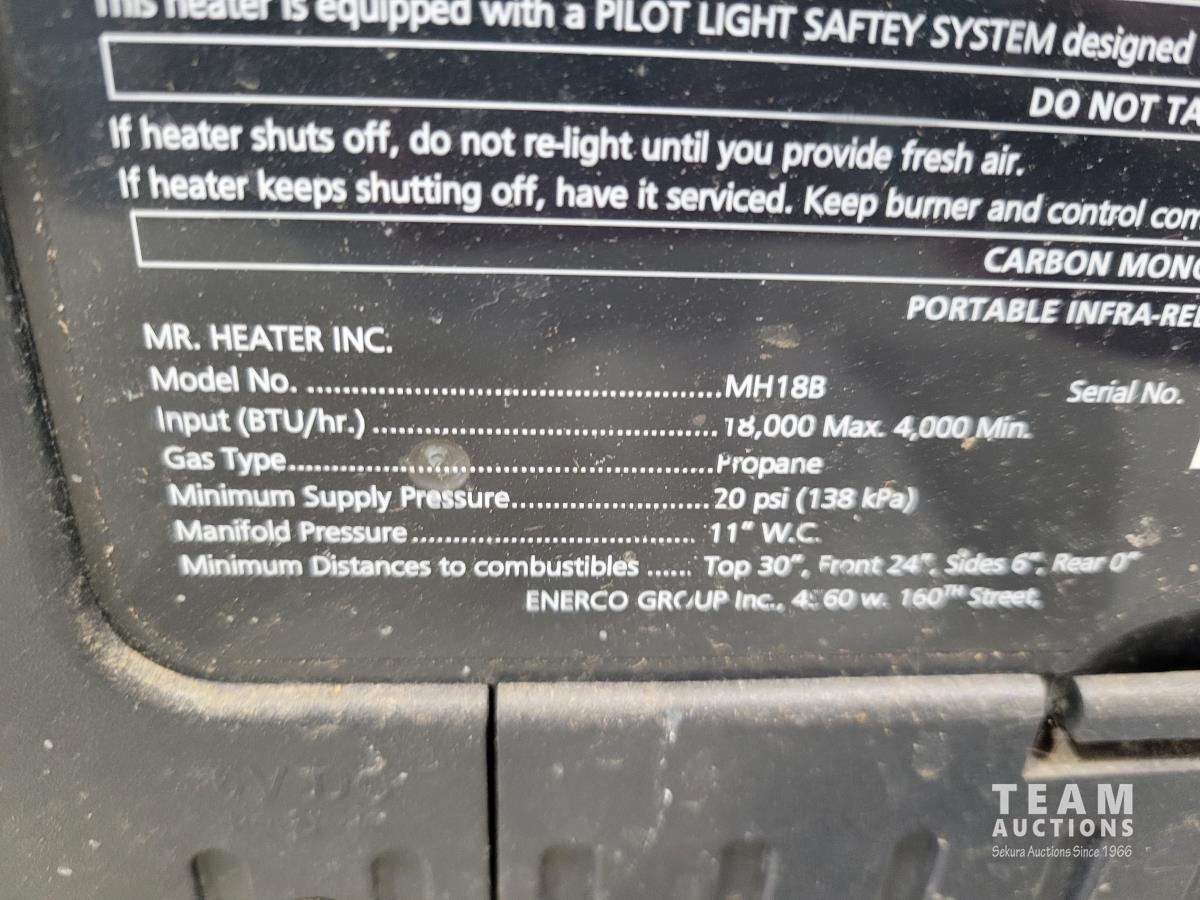 This heater is equipped with a PILOT LIGHT SAFTEY SYSTEM designed
DO NOT TA
If heater shuts off, do not re-light until you provide fresh air.
If heater keeps shutting off, have it serviced. Keep burner and control com
CARBON MONO
PORTABLE INFRA-RE
MR. HEATER INC.
Model No. ........................................................ MH18B Serial No.
Input (BTU/hr.) ............................................... 18,000 Max. 4,000 Min.
Gas Type.......................................................... Propane
Minimum Supply Pressure........................... 20 psi (138 kPa)
Manifold Pressure ...................................... 11" W.C.
Minimum Distances to combustibles ...... Top 30", Front 24", Sides 6", Rear 0"
ENERCO GROUP Inc., 4560 w. 160TH Street,
TEAM
AUCTIONS
Sekura Auctions Since 1966